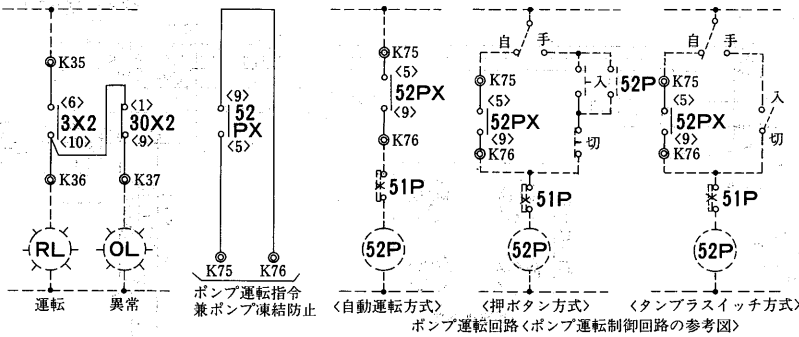 K35
<6>
3X2
<10>
K36
RL
運転
<1>
30X2
<9>
K37
OL
異常
<9>
52
PX
<5>
K75
K76
ポンプ運転指令
兼ポンプ凍結防止
K75
<5>
52PX
<9>
K76
51P
52P
<自動運転方式>
自 手
K75
<5>
52PX
<9>
K76
入
52P
切
51P
52P
<押ボタン方式>
自 手
K75
<5>
52PX
<9>
K76
入
切
51P
52P
<タンブラスイッチ方式>
ポンプ運転回路<ポンプ運転制御回路の参考図>